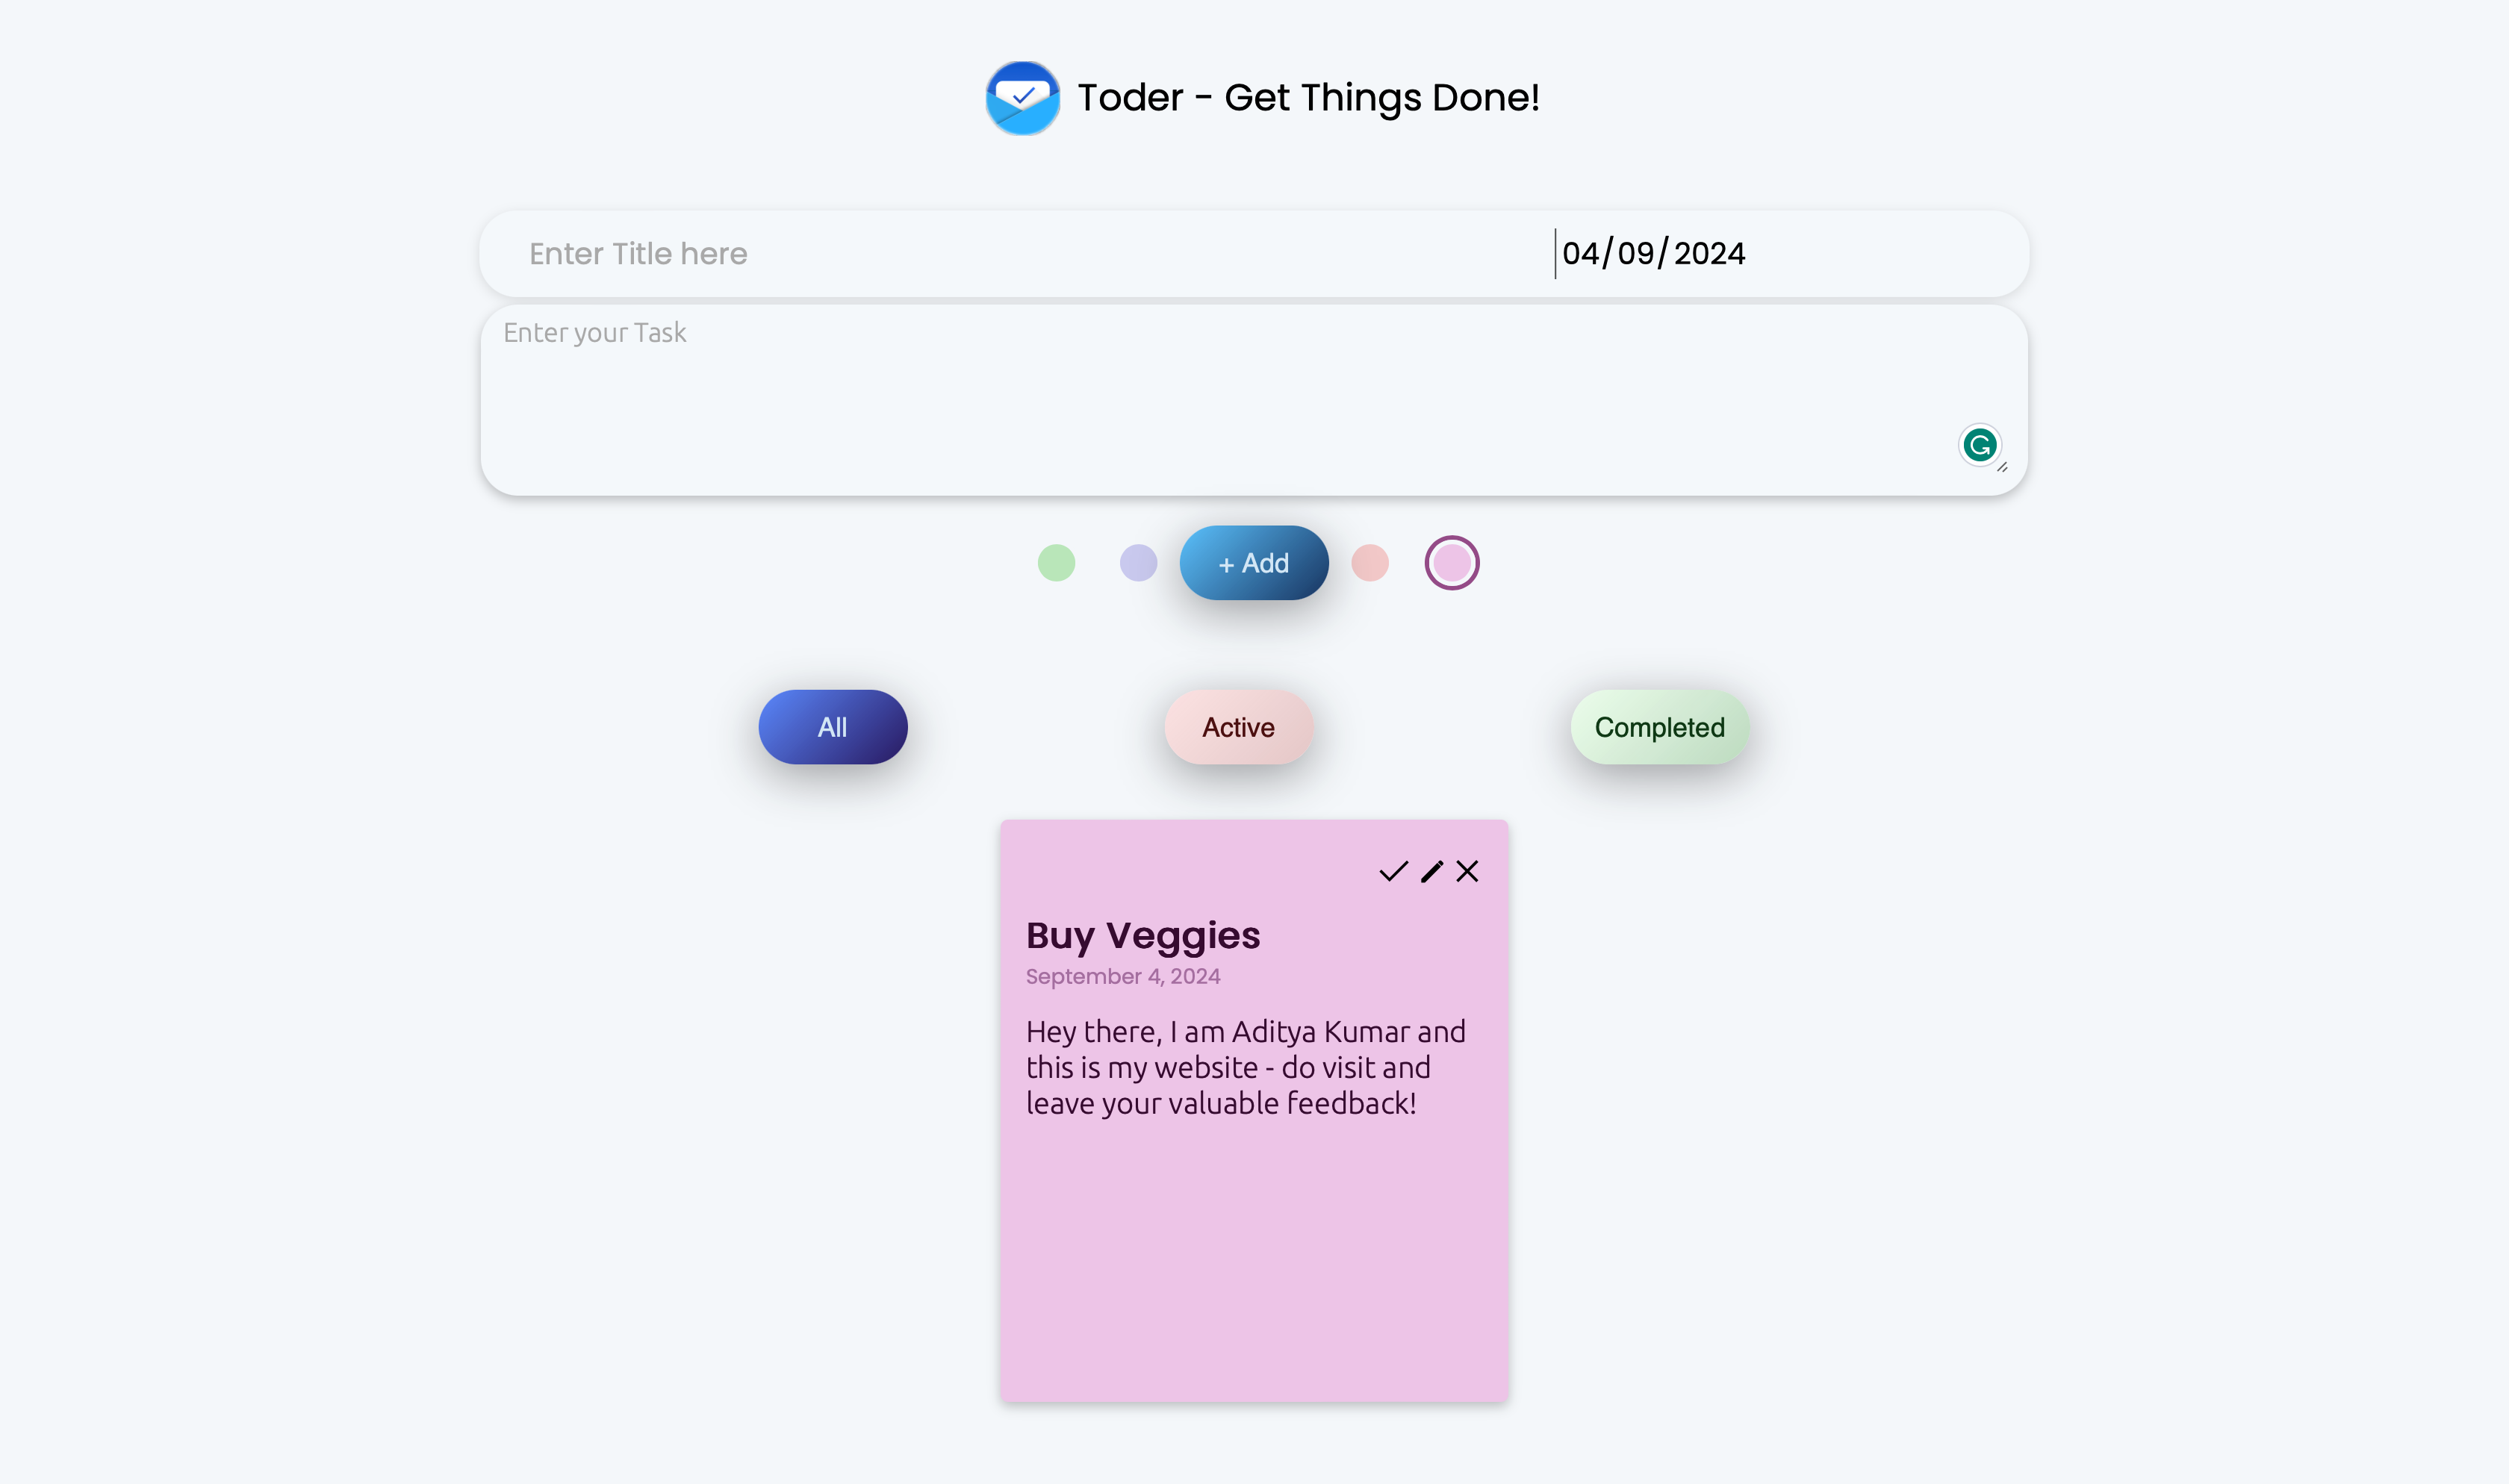 Toder - Get Things Done!
Enter Title here
04/09/2024
Enter your Task
+ Add
All
Active
Completed
Buy Veggies
September 4, 2024
Hey there, I am Aditya Kumar and
this is my website - do visit and
leave your valuable feedback!